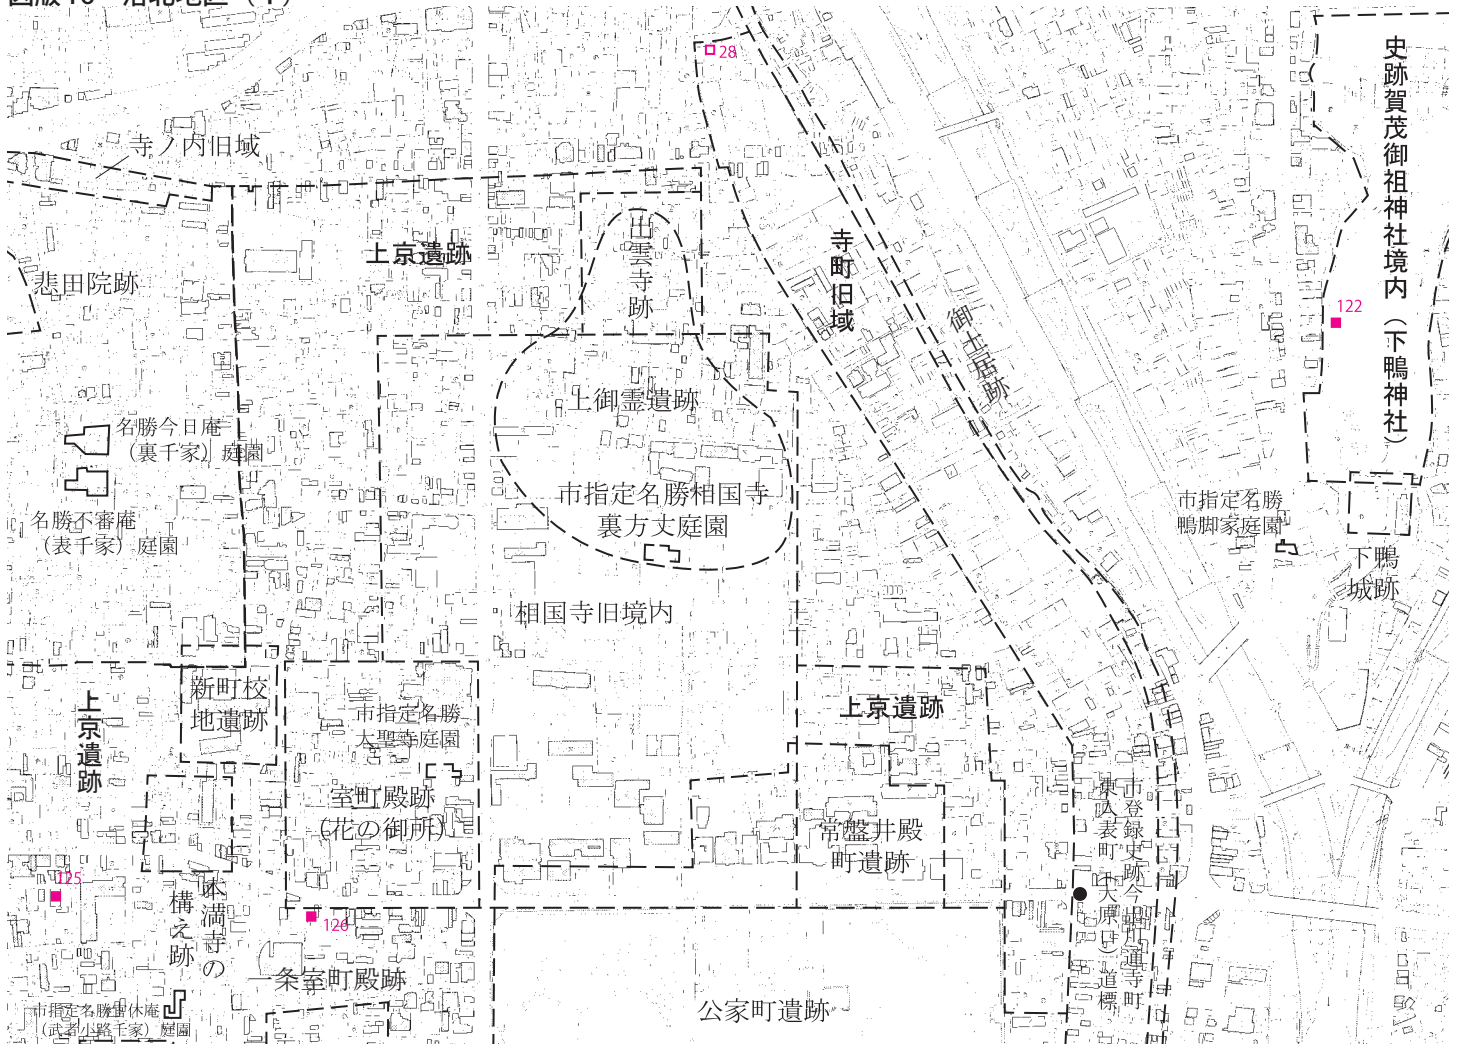 28
史跡賀茂御祖神社境内（下鴨神社）
寺ノ内旧域
上京遺跡
出雲寺跡
寺町旧域
悲田院跡
122
御土居跡
上御霊遺跡
名勝今日庵
（裏千家）庭園
市指定名勝相国寺
裏方丈庭園
市指定名勝
鴨脚家庭園
名勝不審庵
（表千家）庭園
下鴨
城跡
相国寺旧境内
新町校
地遺跡
上京遺跡
市指定名勝
大聖寺庭園
上京遺跡
室町殿跡
（花の御所）
常盤井殿
町遺跡
市登録史跡今出川通寺町
東入表町（大原口）道標
125
本満寺の
構え跡
126
一条室町殿跡
公家町遺跡
市指定名勝官休庵
（武者小路千家）庭園